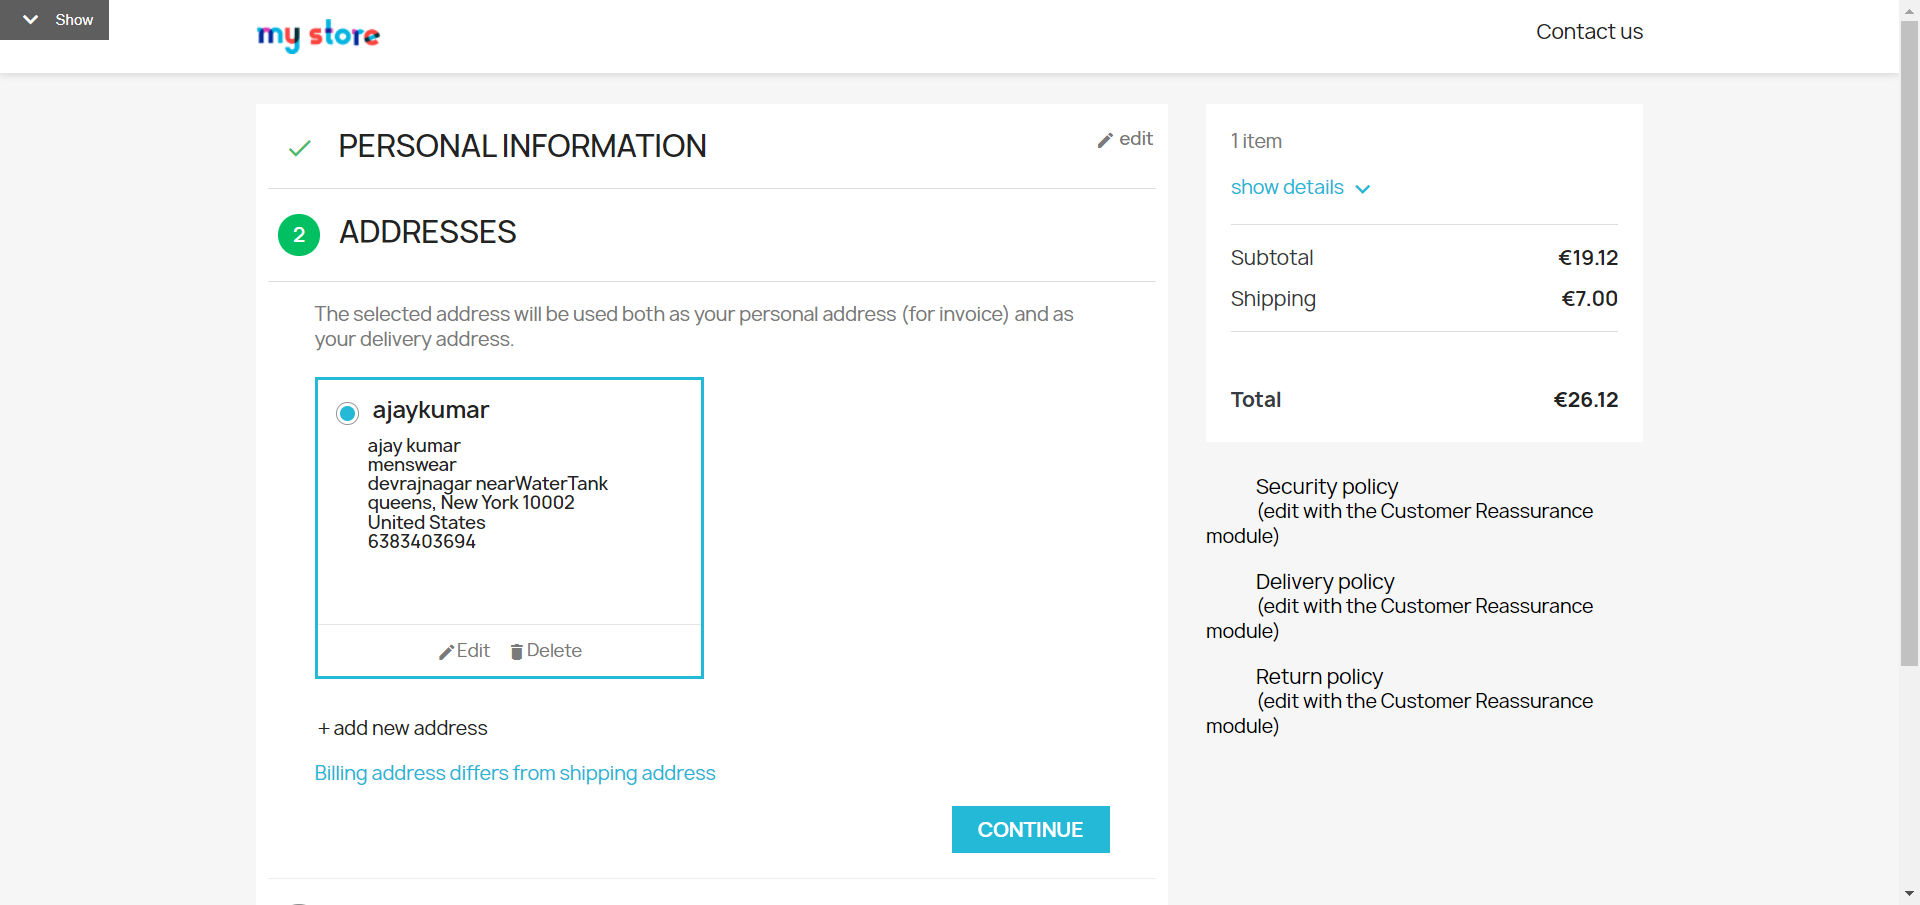 Show
my store
Contact us
PERSONAL INFORMATION
edit
2 ADDRESSES
The selected address will be used both as your personal address (for invoice) and as
your delivery address.
ajaykumar
ajay kumar
menswear
devrajnagar nearWaterTank
queens, New York 10002
United States
6383403694
Edit Delete
+ add new address
Billing address differs from shipping address
CONTINUE
1 item
show details
Subtotal €19.12
Shipping €7.00
Total €26.12
Security policy
(edit with the Customer Reassurance
module)
Delivery policy
(edit with the Customer Reassurance
module)
Return policy
(edit with the Customer Reassurance
module)